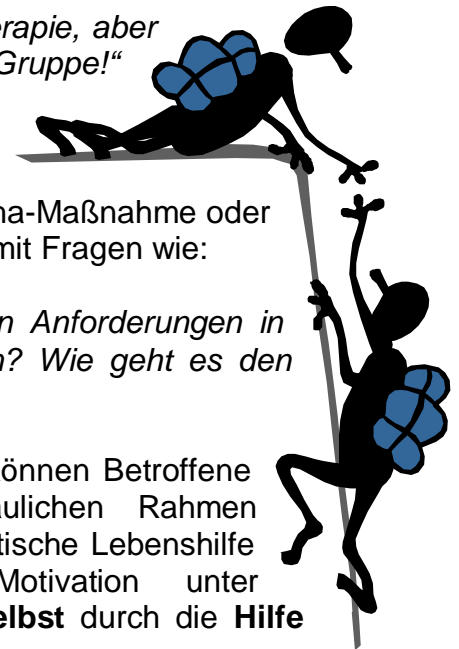 erapie, aber
Gruppe!“
na-Maßnahme oder
mit Fragen wie:
n Anforderungen in
n? Wie geht es den
können Betroffene
aulichen Rahmen
tische Lebenshilfe
Motivation unter
elbst durch die Hilfe